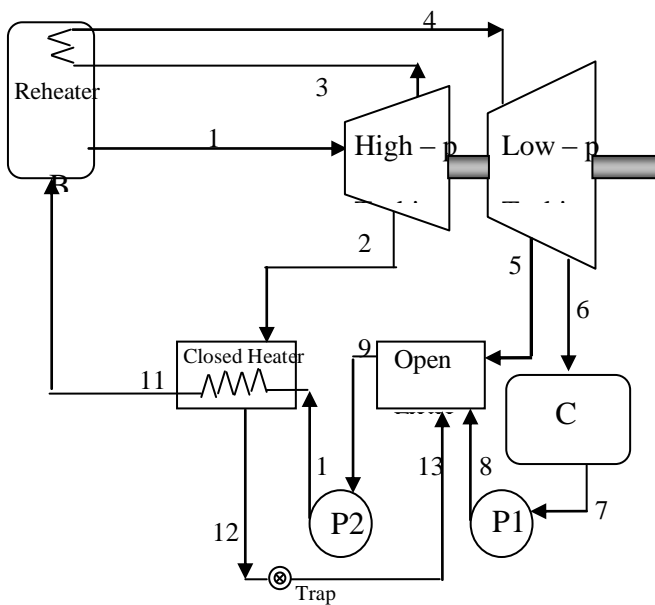 4
Reheater
3
1
High – p
Low – p
B
2
5
6
Closed Heater
9
Open
11
C
1
13
8
7
P2
P1
12
Trap